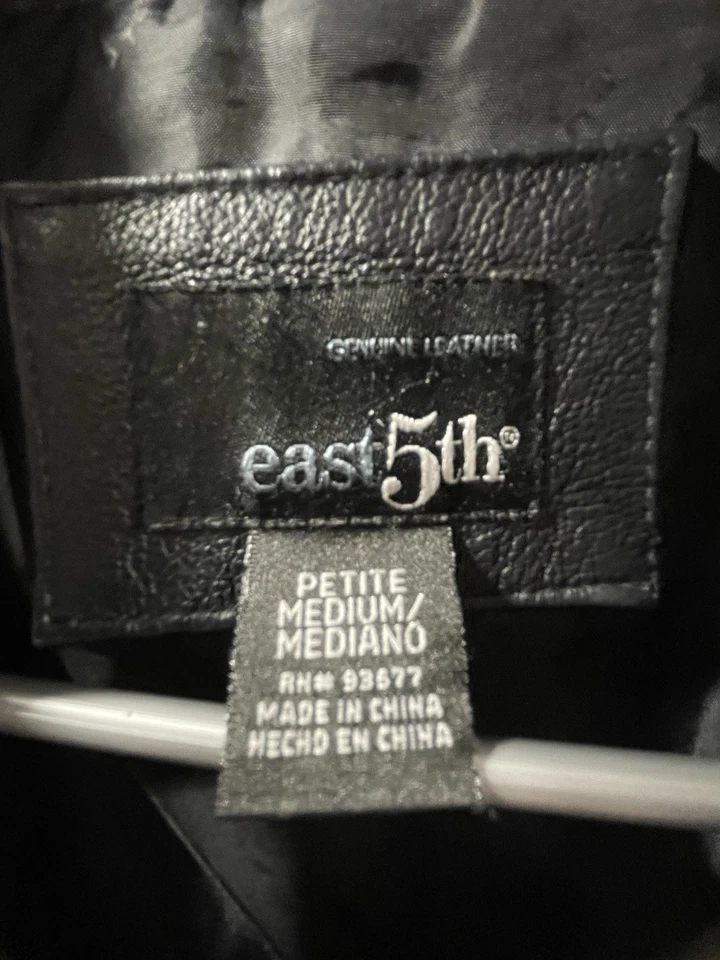 GENUINE LEATHER
east5th®
PETITE
MEDIUM/
MEDIANO
RN# 93677
MADE IN CHINA
HECHO EN CHINA